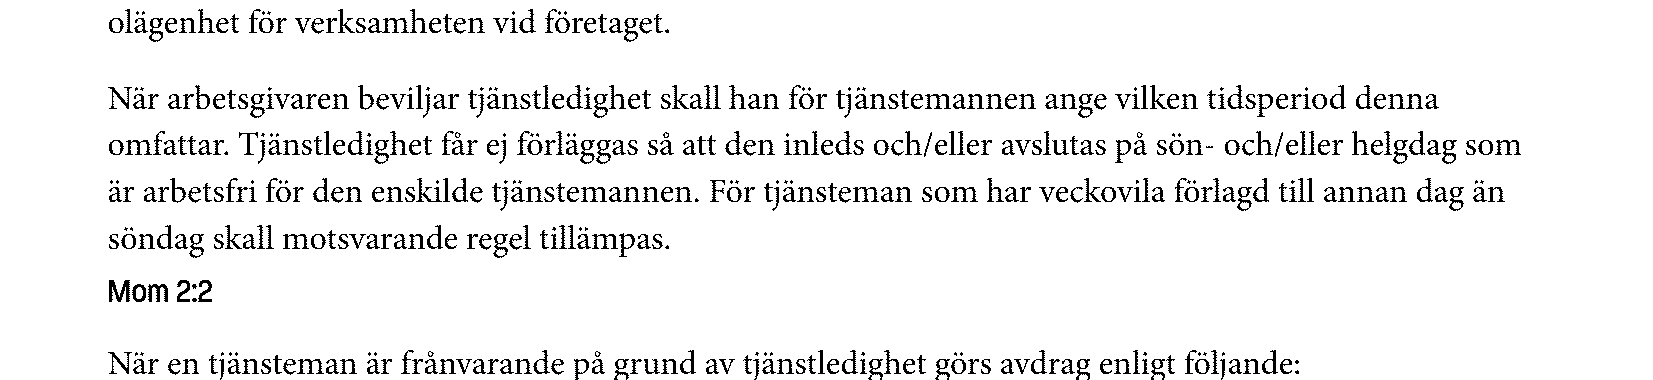 olägenhet för verksamheten vid företaget.
När arbetsgivaren beviljar tjänstledighet skall han för tjänstemannen ange vilken tidsperiod denna
omfattar. Tjänstledighet får ej förläggas så att den inleds och/eller avslutas på sön- och/eller helgdag som
är arbetsfri för den enskilde tjänstemannen. För tjänsteman som har veckovila förlagd till annan dag än
söndag skall motsvarande regel tillämpas.
Mom 2:2
När en tjänsteman är frånvarande på grund av tjänstledighet görs avdrag enligt följande: